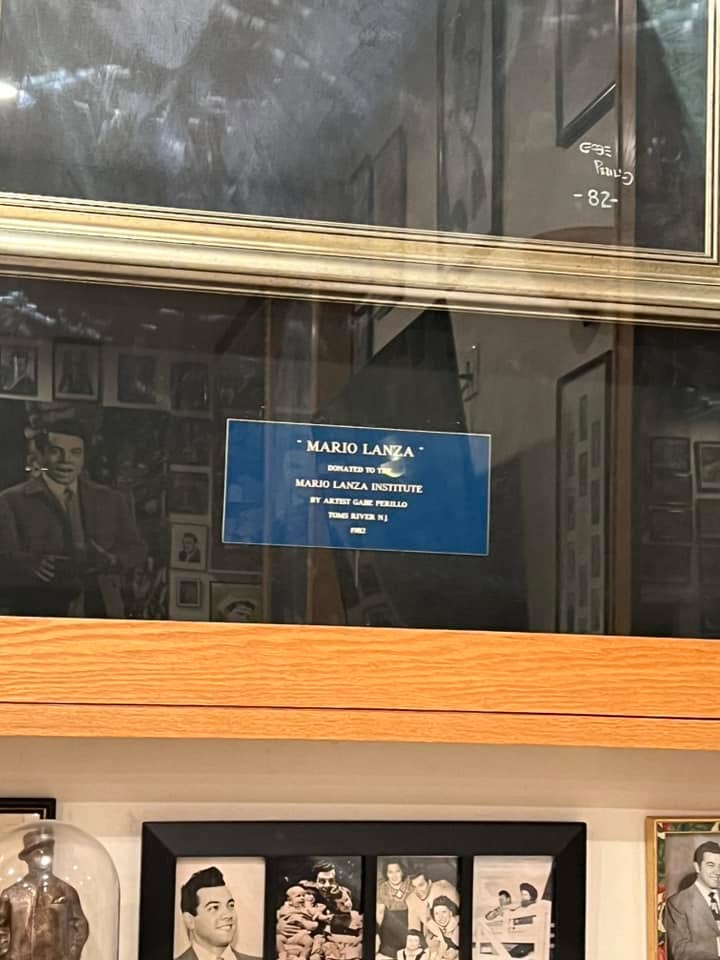 GABE
PERILLO
-82-
"MARIO LANZA"
DONATED TO THE
MARIO LANZA INSTITUTE
BY ARTIST GABE PERILLO
TOMS RIVER NJ
1982